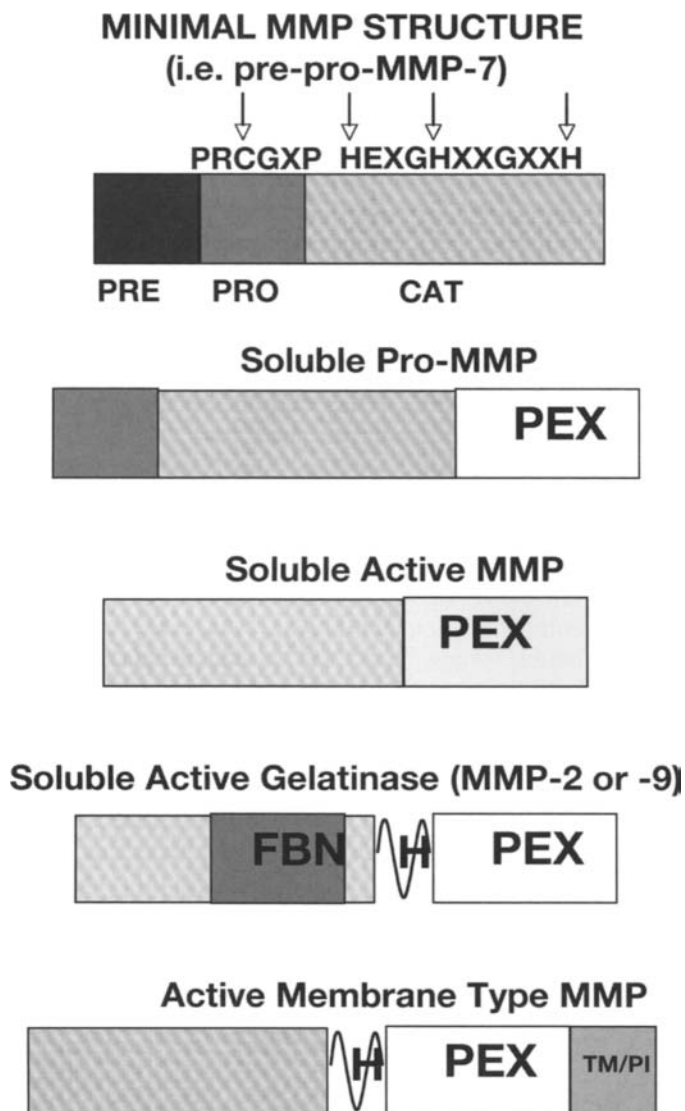 MINIMAL MMP STRUCTURE
(i.e. pre-pro-MMP-7)
PRCGXP HEXGHXXGXXH
PRE PRO CAT
Soluble Pro-MMP
PEX
Soluble Active MMP
PEX
Soluble Active Gelatinase (MMP-2 or -9)
FBN H PEX
Active Membrane Type MMP
H PEX TM/PI